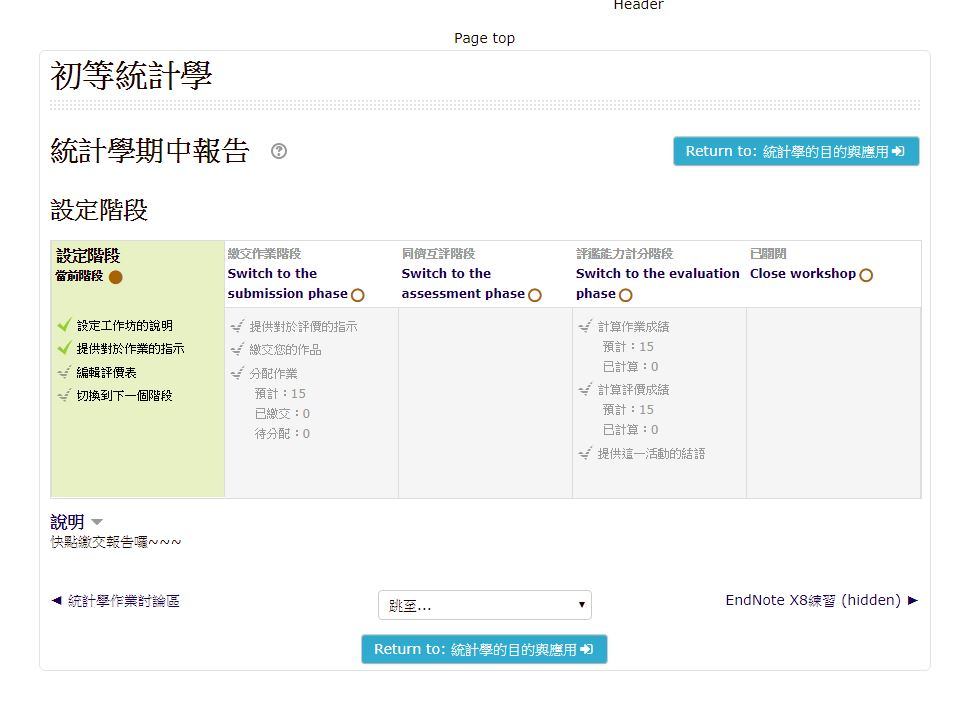 Header
Page top
初等統計學
統計學期中報告
Return to: 統計學的目的與應用
設定階段
設定階段
當前階段
設定工作坊的說明
提供對於作業的指示
編輯評價表
切換到下一個階段
繳交作業階段
Switch to the
submission phase
提供對於評價的指示
繳交您的作品
分配作業
預計：15
已繳交：0
待分配：0
同儕互評階段
Switch to the
assessment phase
評鑑能力計分階段
Switch to the evaluation
phase
計算作業成績
預計：15
已計算：0
計算評價成績
預計：15
已計算：0
提供這一活動的結語
已關閉
Close workshop
說明
快點繳交報告囉~~~
◄ 統計學作業討論區
跳至...
EndNote X8練習 (hidden) ►
Return to: 統計學的目的與應用